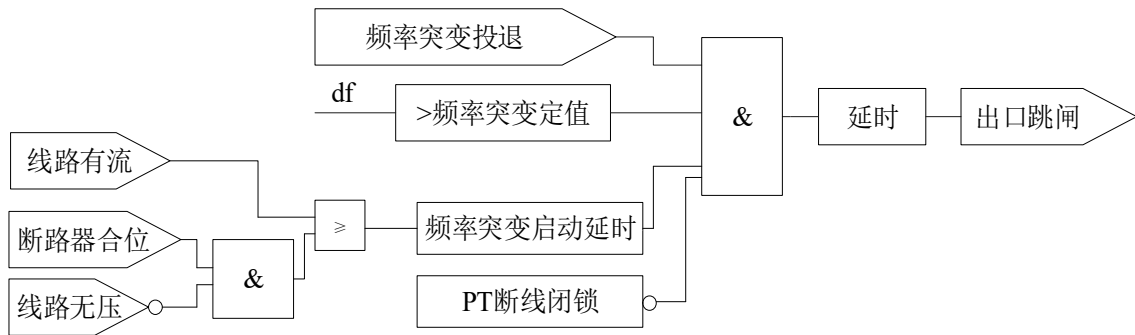 频率突变投退
df
>频率突变定值
&
延时
出口跳闸
线路有流
≥
频率突变启动延时
断路器合位
&
线路无压
PT断线闭锁